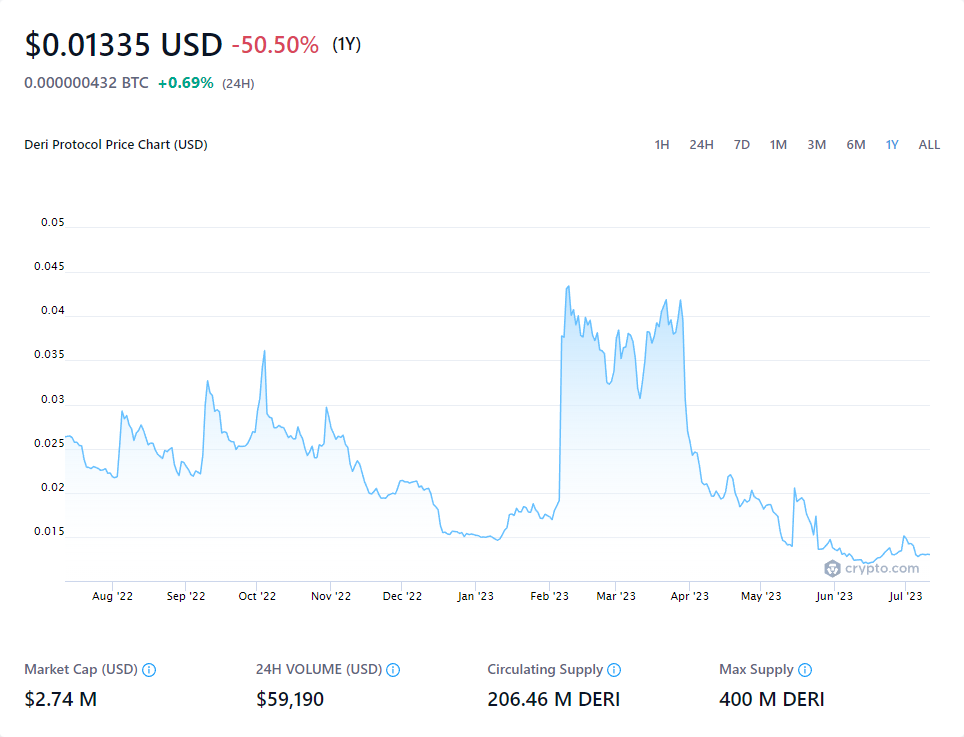 $0.01335 USD -50.50% (1Y)
0.000000432 BTC +0.69% (24H)
Deri Protocol Price Chart (USD) 1H 24H 7D 1M 3M 6M 1Y ALL
0.05
0.045
0.04
0.035
0.03
0.025
0.02
0.015
crypto.com
Aug '22 Sep '22 Oct '22 Nov '22 Dec '22 Jan '23 Feb '23 Mar '23 Apr '23 May '23 Jun '23 Jul '23
Market Cap (USD) 24H VOLUME (USD) Circulating Supply Max Supply
$2.74 M $59,190 206.46 M DERI 400 M DERI